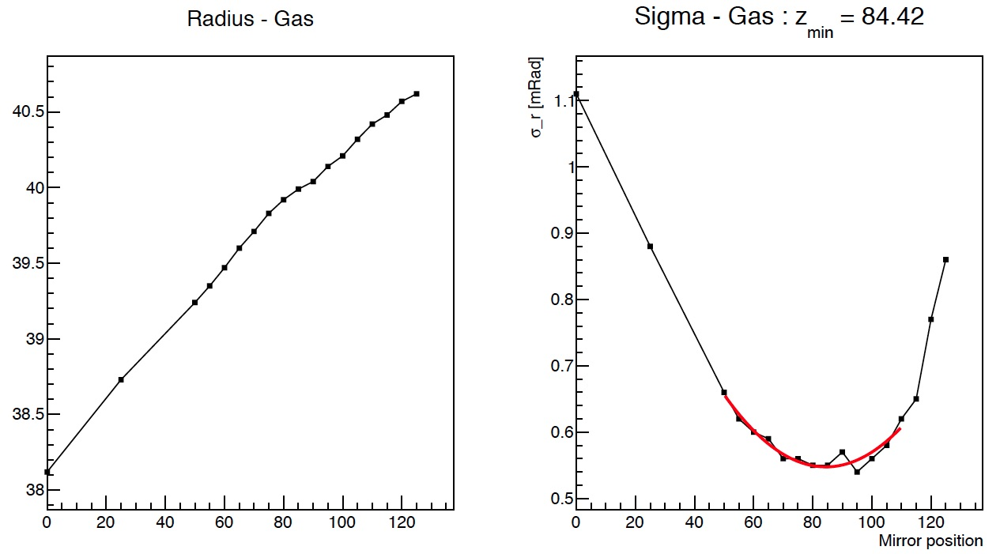 Radius - Gas
40.5
40
39.5
39
38.5
38
0 20 40 60 80 100 120
Sigma - Gas : z_min = 84.42
σ_r [mRad]
1.1
1
0.9
0.8
0.7
0.6
0.5
0 20 40 60 80 100 120
Mirror position